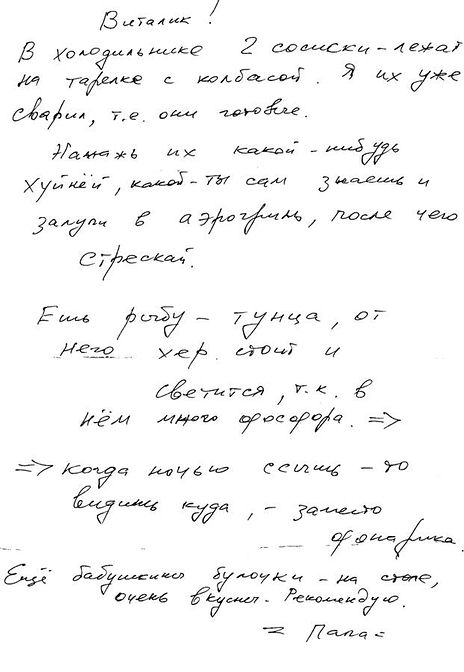 Виталик!
В холодильнике 2 сосиски - лежат
на тарелке с колбасой. Я их уже
сварил, т.е. они готовые.
Намажь их какой-нибудь
хуйнёй, какой-ты сам знаешь и
залупи в аэрогриль, после чего
стрескай.
Ешь рыбу - тунца, от
него хер стоит и
светится, т.к. в
нём много фосфора. =>
=> Когда ночью ссышь - то
видишь куда, - заместо
фонарика.
Ещё бабушкины булочки - на столе,
очень вкусны. Рекомендую.
= Папа =